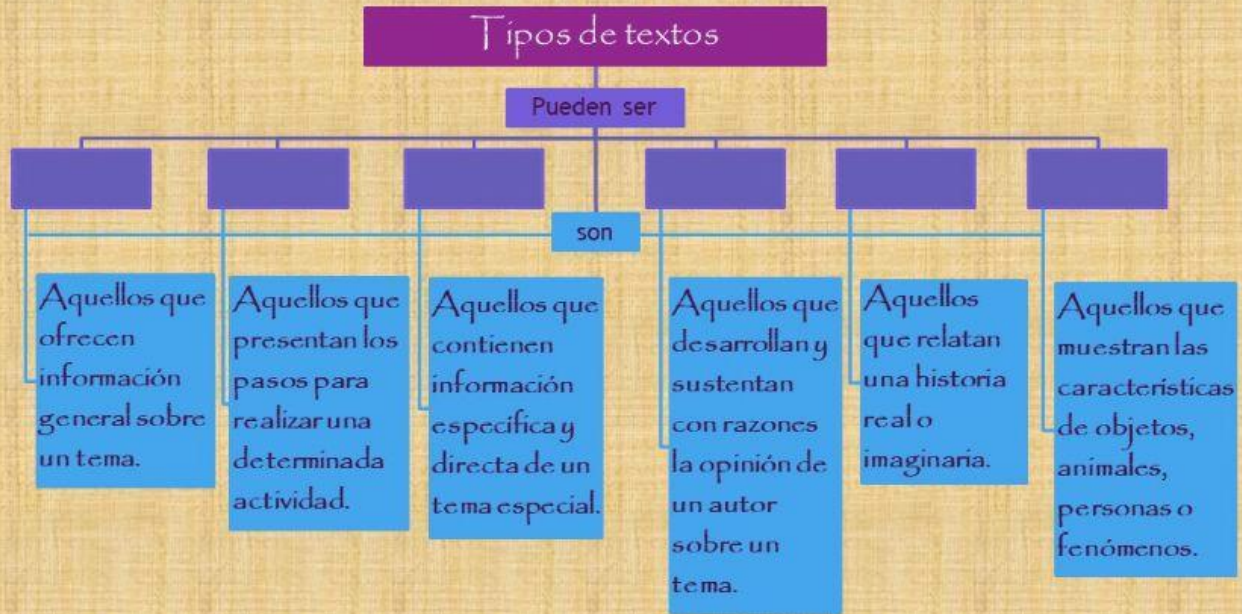 Tipos de textos
Pueden ser
son
Aquellos que
ofrecen
información
general sobre
un tema.
Aquellos que
presentan los
pasos para
realizar una
determinada
actividad.
Aquellos que
contienen
información
específica y
directa de un
tema especial.
Aquellos que
desarrollan y
sustentan
con razones
la opinión de
un autor
sobre un
tema.
Aquellos
que relatan
una historia
real o
imaginaria.
Aquellos que
muestran las
características
de objetos,
animales,
personas o
fenómenos.